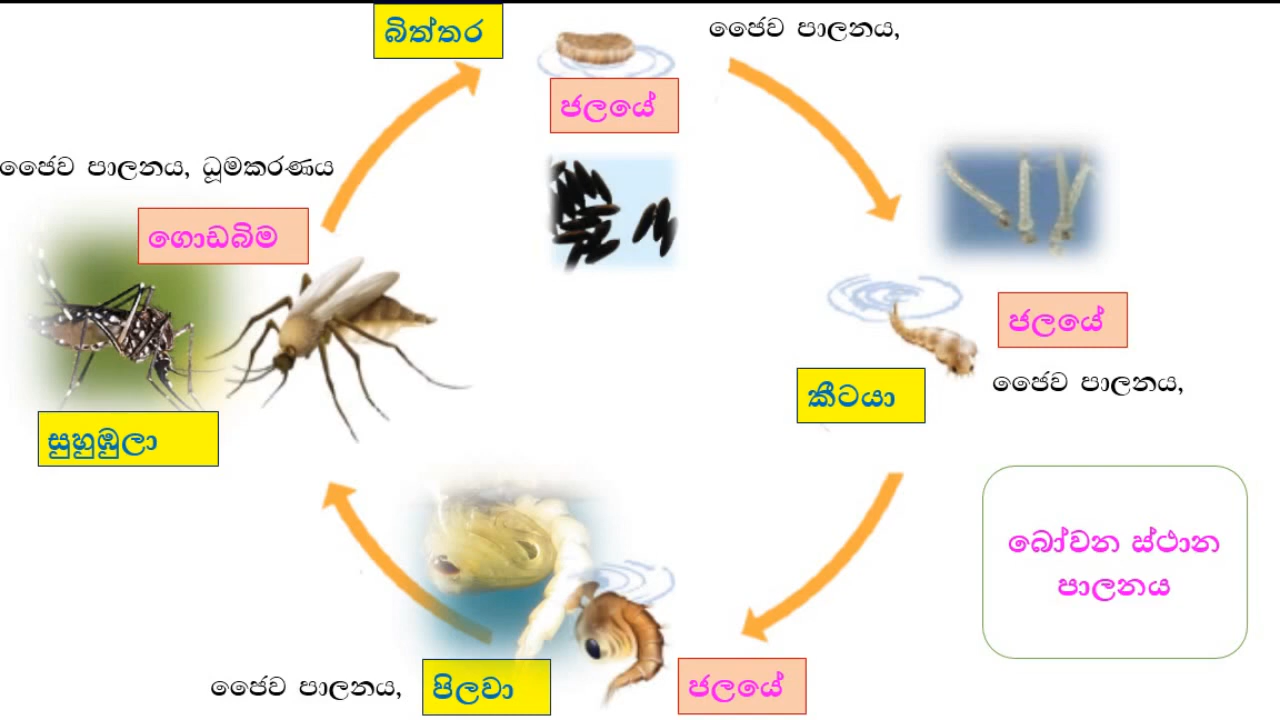 බිත්තර
ජෛව පාලනය,
ජලයේ
ජෛව පාලනය, ධූමකරණය
ගොඩබිම
ජලයේ
කීටයා
ජෛව පාලනය,
සුහුඹුලා
බෝවන ස්ථාන
පාලනය
ජෛව පාලනය,
පිලවා
ජලයේ